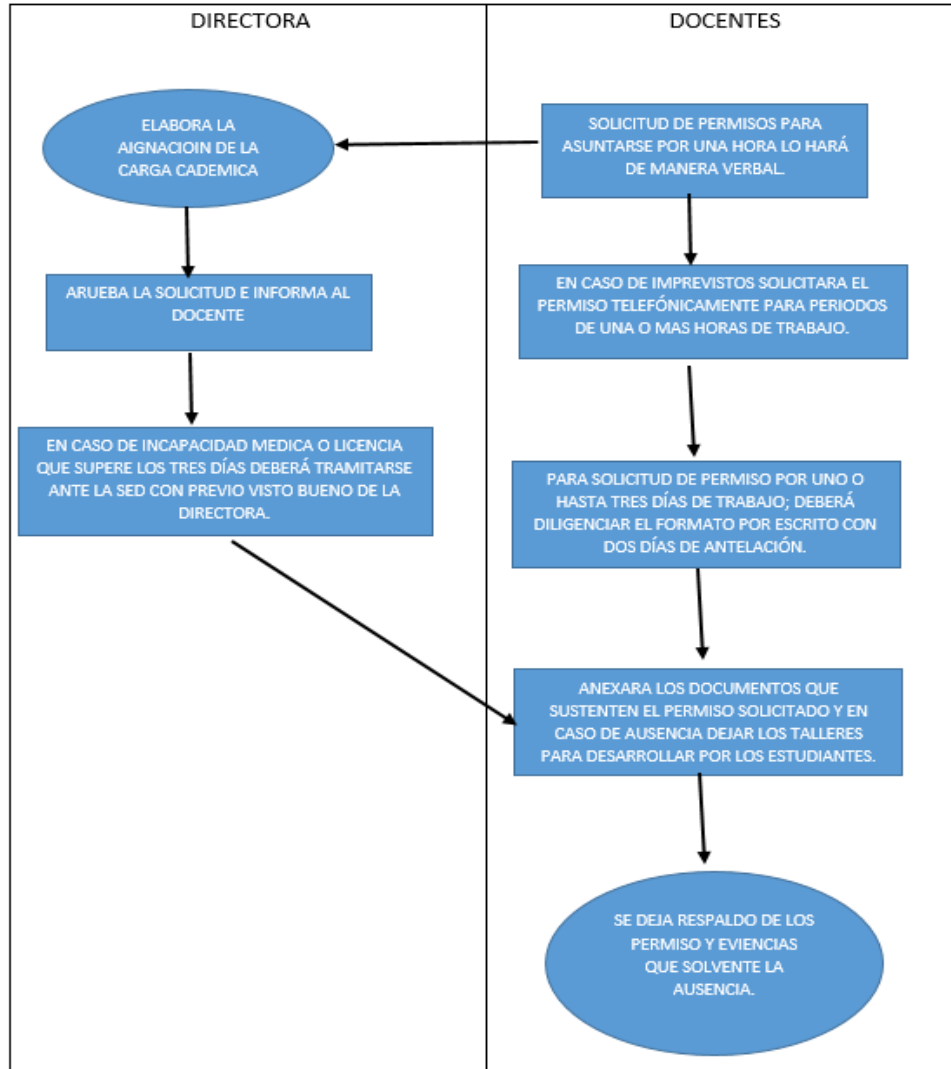 DIRECTORA
ELABORA LA
AIGNACIOIN DE LA
CARGA CADEMICA
ARUEBA LA SOLICITUD E INFORMA AL
DOCENTE
EN CASO DE INCAPACIDAD MEDICA O LICENCIA
QUE SUPERE LOS TRES DÍAS DEBERÁ TRAMITARSE
ANTE LA SED CON PREVIO VISTO BUENO DE LA
DIRECTORA.
DOCENTES
SOLICITUD DE PERMISOS PARA
ASUNTARSE POR UNA HORA LO HARÁ
DE MANERA VERBAL.
EN CASO DE IMPREVISTOS SOLICITARA EL
PERMISO TELEFÓNICAMENTE PARA PERIODOS
DE UNA O MAS HORAS DE TRABAJO.
PARA SOLICITUD DE PERMISO POR UNO O
HASTA TRES DÍAS DE TRABAJO; DEBERÁ
DILIGENCIAR EL FORMATO POR ESCRITO CON
DOS DÍAS DE ANTELACIÓN.
ANEXARA LOS DOCUMENTOS QUE
SUSTENTEN EL PERMISO SOLICITADO Y EN
CASO DE AUSENCIA DEJAR LOS TALLERES
PARA DESARROLLAR POR LOS ESTUDIANTES.
SE DEJA RESPALDO DE LOS
PERMISO Y EVIENCIAS
QUE SOLVENTE LA
AUSENCIA.